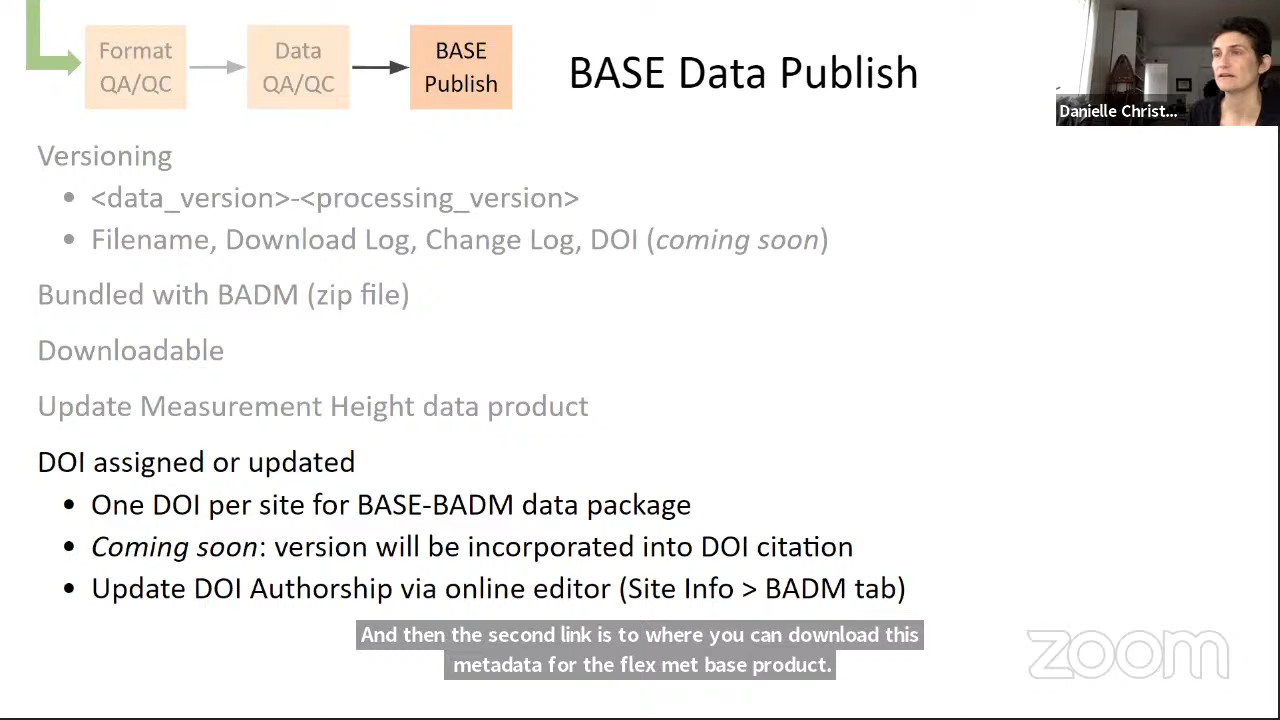 Format
QA/QC
Data
QA/QC
BASE
Publish
BASE Data Publish
Danielle Christ...
Versioning
• <data_version>-<processing_version>
• Filename, Download Log, Change Log, DOI (coming soon)
Bundled with BADM (zip file)
Downloadable
Update Measurement Height data product
DOI assigned or updated
• One DOI per site for BASE-BADM data package
• Coming soon: version will be incorporated into DOI citation
• Update DOI Authorship via online editor (Site Info > BADM tab)
And then the second link is to where you can download this
metadata for the flex met base product.
zoom